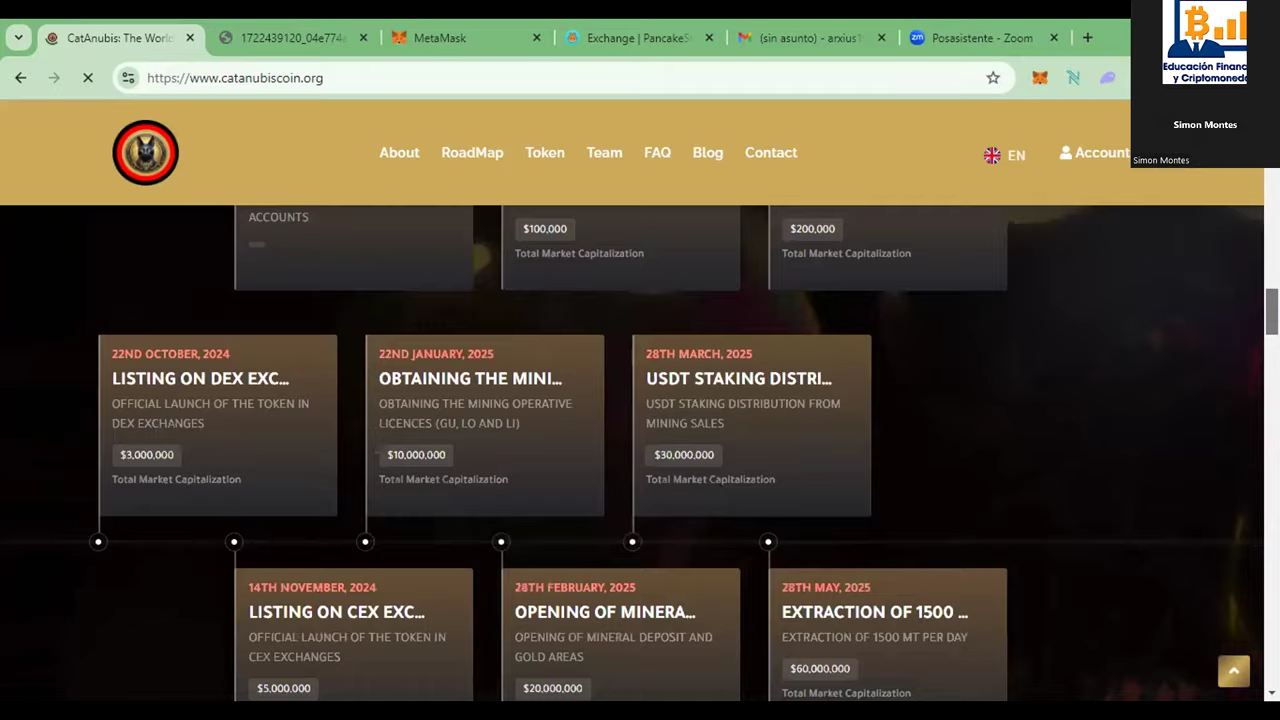 CatAnubis: The World
1722439120_04e774a
MetaMask
Exchange | PancakeS
(sin asunto) - arxius1
zm Posasistente - Zoom
https://www.catanubiscoin.org
Educación Financ
y Criptomoneda
Simon Montes
Simon Montes
About RoadMap Token Team FAQ Blog Contact
EN
Account
ACCOUNTS
$100,000
Total Market Capitalization
$200,000
Total Market Capitalization
22ND OCTOBER, 2024
LISTING ON DEX EXC...
OFFICIAL LAUNCH OF THE TOKEN IN
DEX EXCHANGES
$3,000,000
Total Market Capitalization
22ND JANUARY, 2025
OBTAINING THE MINI...
OBTAINING THE MINING OPERATIVE
LICENCES (GU, LO AND LI)
$10,000,000
Total Market Capitalization
28TH MARCH, 2025
USDT STAKING DISTRI...
USDT STAKING DISTRIBUTION FROM
MINING SALES
$30,000,000
Total Market Capitalization
14TH NOVEMBER, 2024
LISTING ON CEX EXC...
OFFICIAL LAUNCH OF THE TOKEN IN
CEX EXCHANGES
$5,000,000
28TH FEBRUARY, 2025
OPENING OF MINERA...
OPENING OF MINERAL DEPOSIT AND
GOLD AREAS
$20,000,000
28TH MAY, 2025
EXTRACTION OF 1500 ...
EXTRACTION OF 1500 MT PER DAY
$60,000,000
Total Market Capitalization